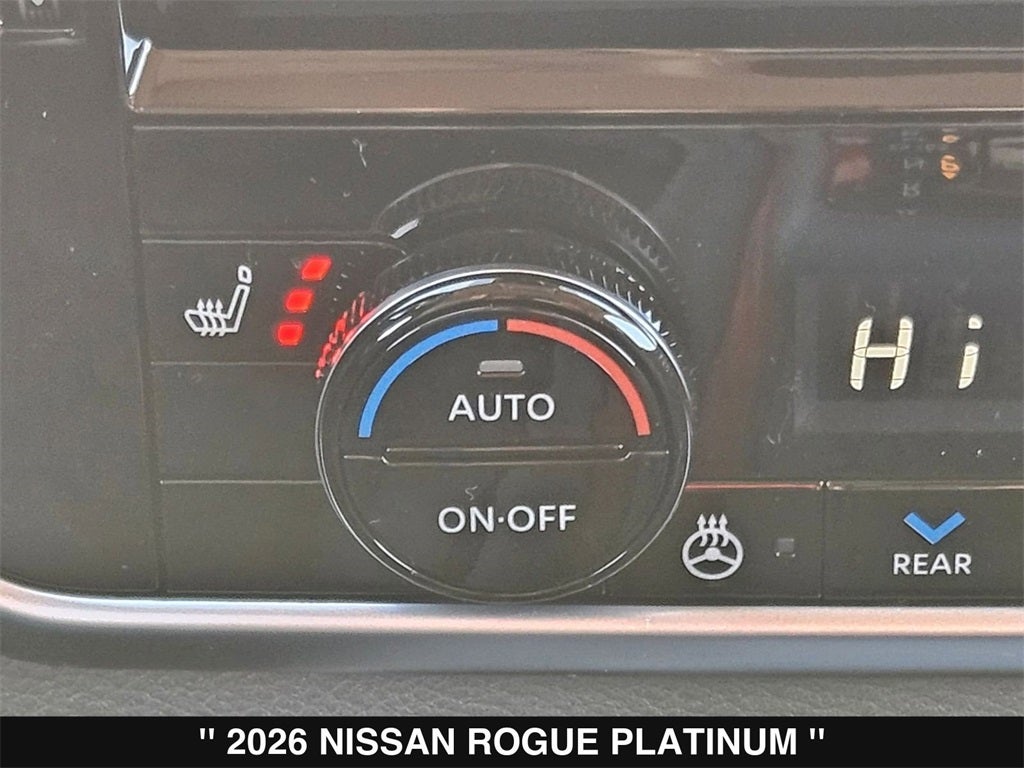 Hi
AUTO
ON·OFF
REAR
" 2026 NISSAN ROGUE PLATINUM "